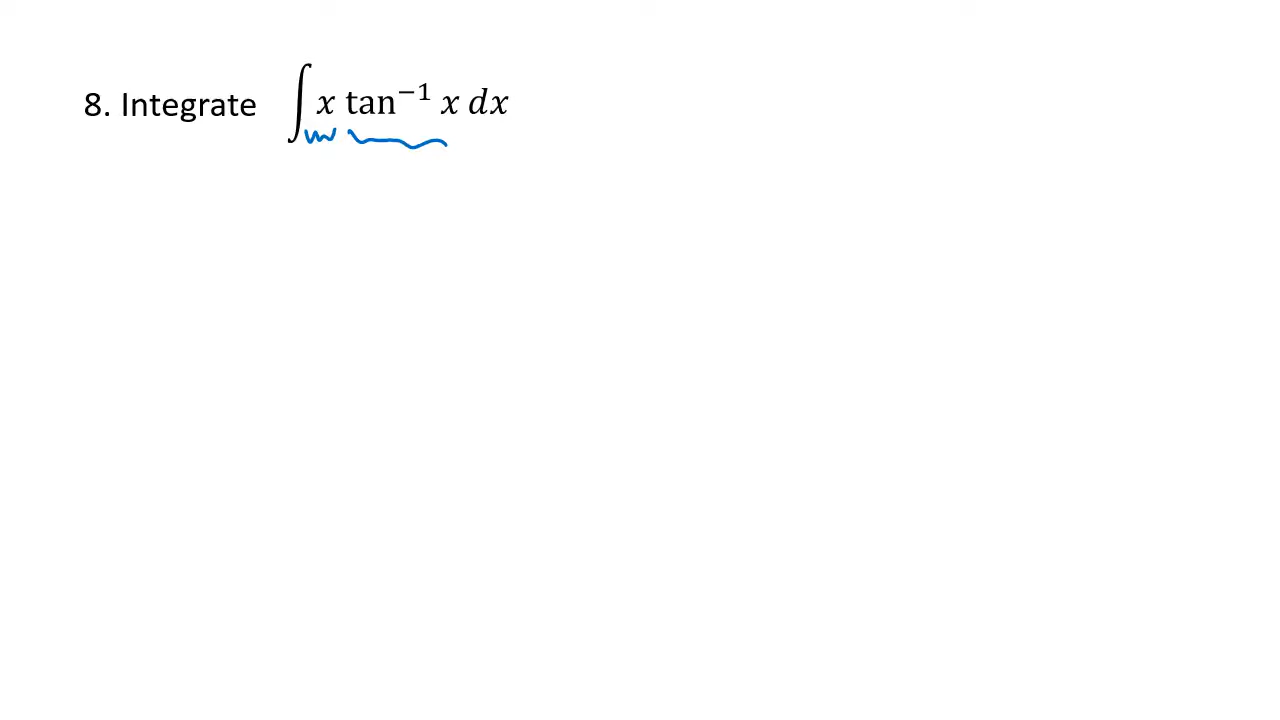 8. Integrate ∫ x tan⁻¹ x dx